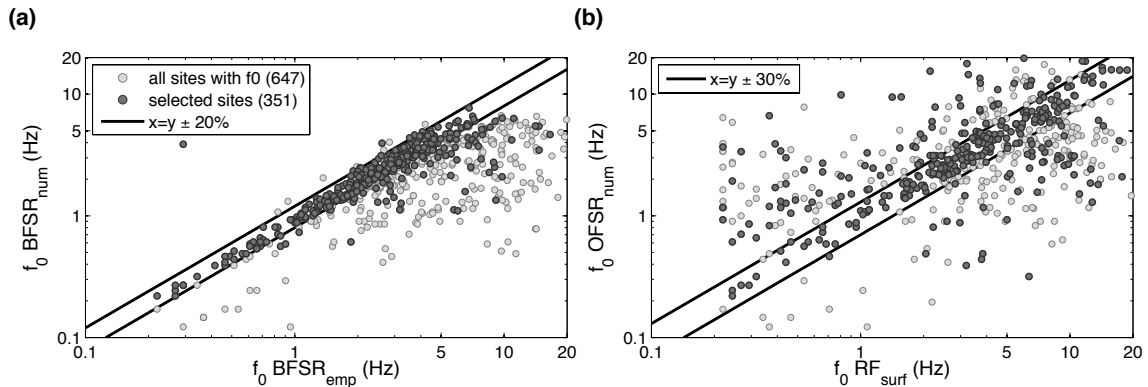 (a)
20
10
5
1
0.1
f0 BFSRnum (Hz)
all sites with f0 (647)
selected sites (351)
x=y ± 20%
0.1
1
5
10
20
f0 BFSRemp (Hz)
(b)
20
10
5
1
0.1
f0 OFSRnum (Hz)
x=y ± 30%
0.1
1
5
10
20
f0 RFsurf (Hz)